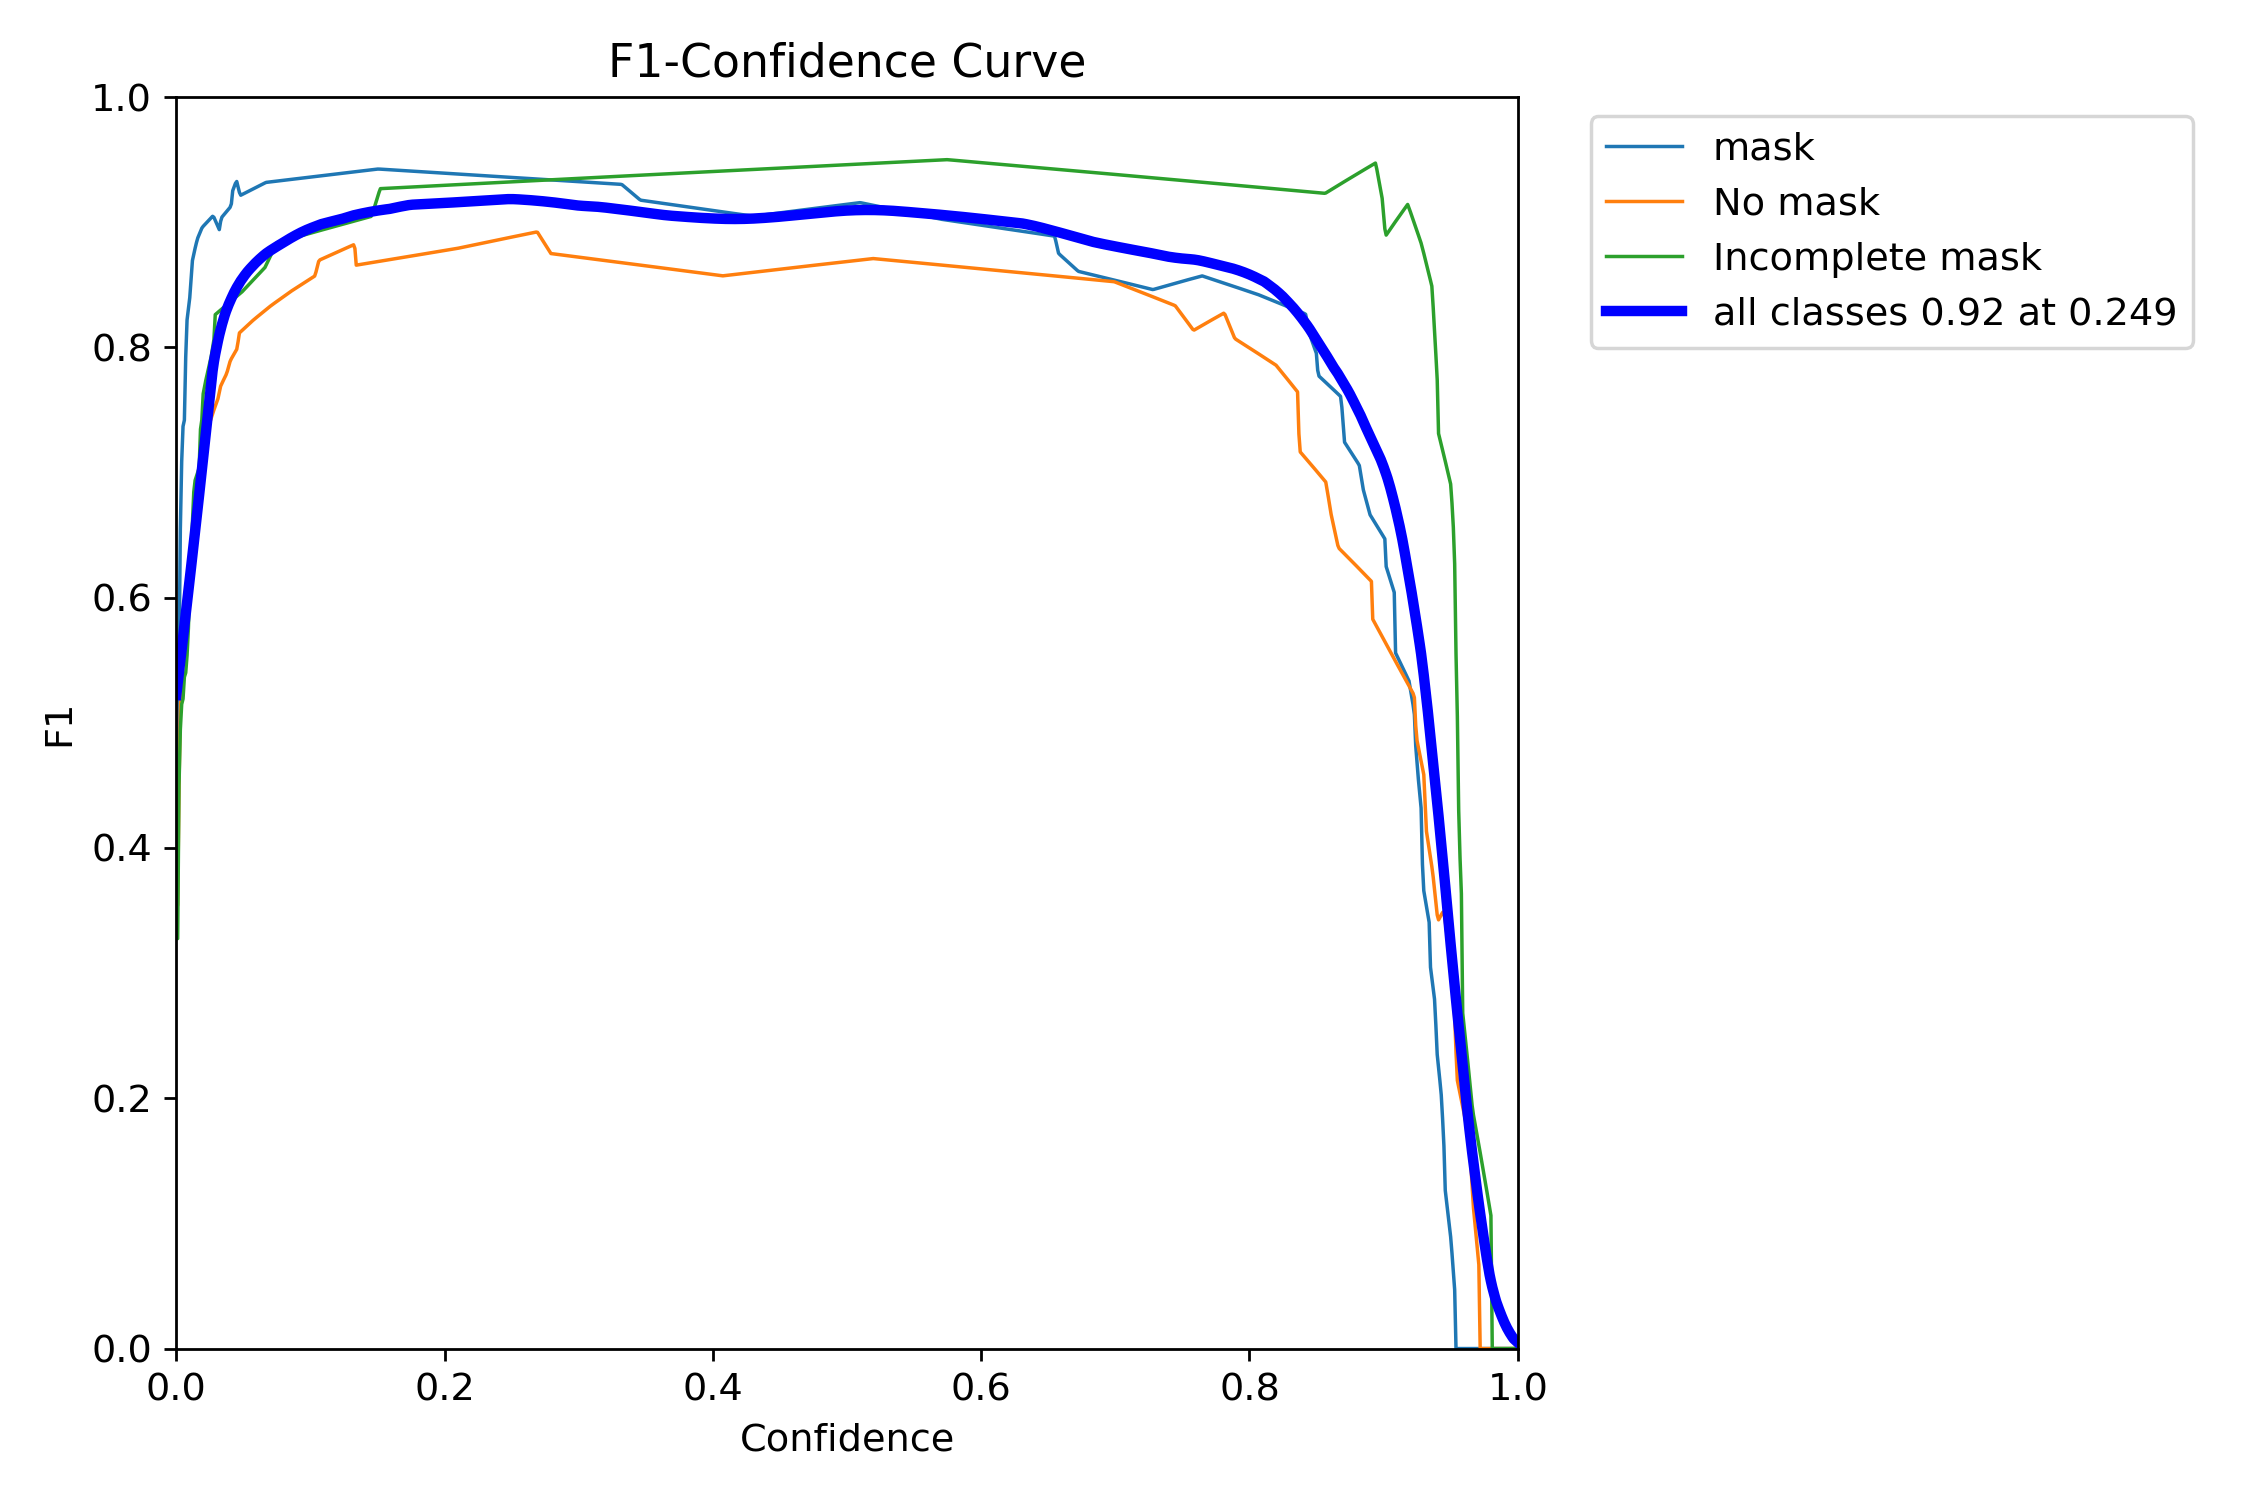 F1-Confidence Curve
1.0
0.8
0.6
0.4
0.2
0.0
F1
0.0 0.2 0.4 0.6 0.8 1.0
Confidence
mask
No mask
Incomplete mask
all classes 0.92 at 0.249